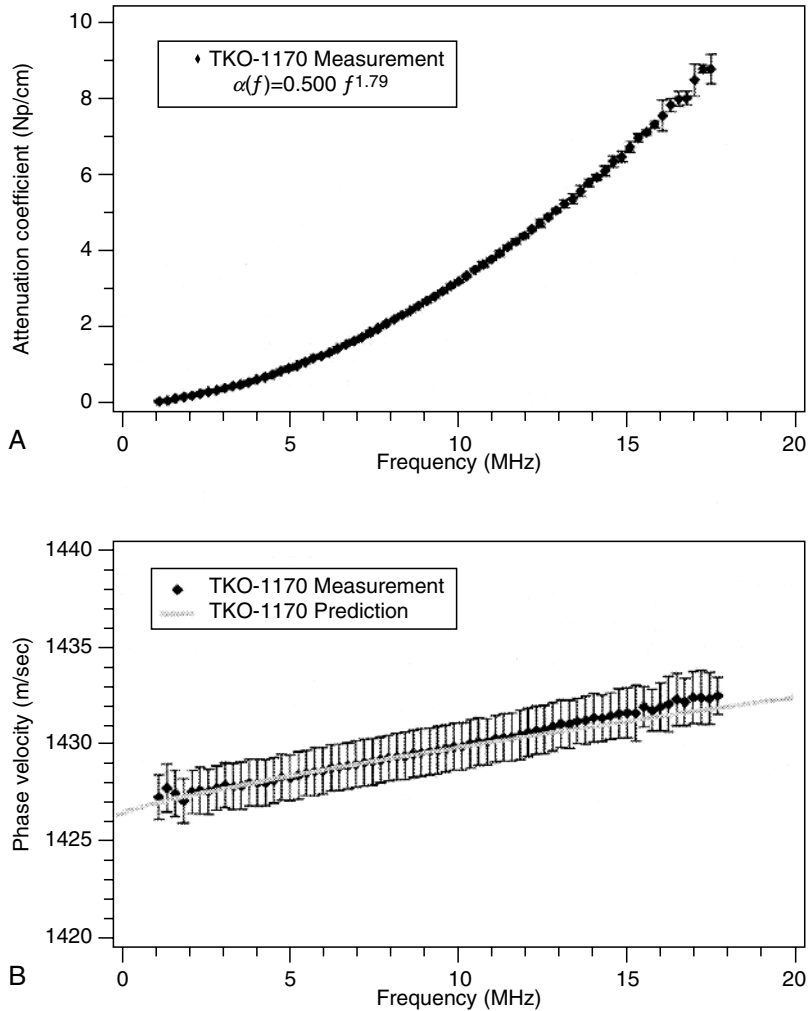 10
8
6
4
2
0
Attenuation coefficient (Np/cm)
TKO-1170 Measurement
α(f)=0.500 f^1.79
0 5 10 15 20
Frequency (MHz)
A
1440
1435
1430
1425
1420
Phase velocity (m/sec)
TKO-1170 Measurement
TKO-1170 Prediction
0 5 10 15 20
Frequency (MHz)
B